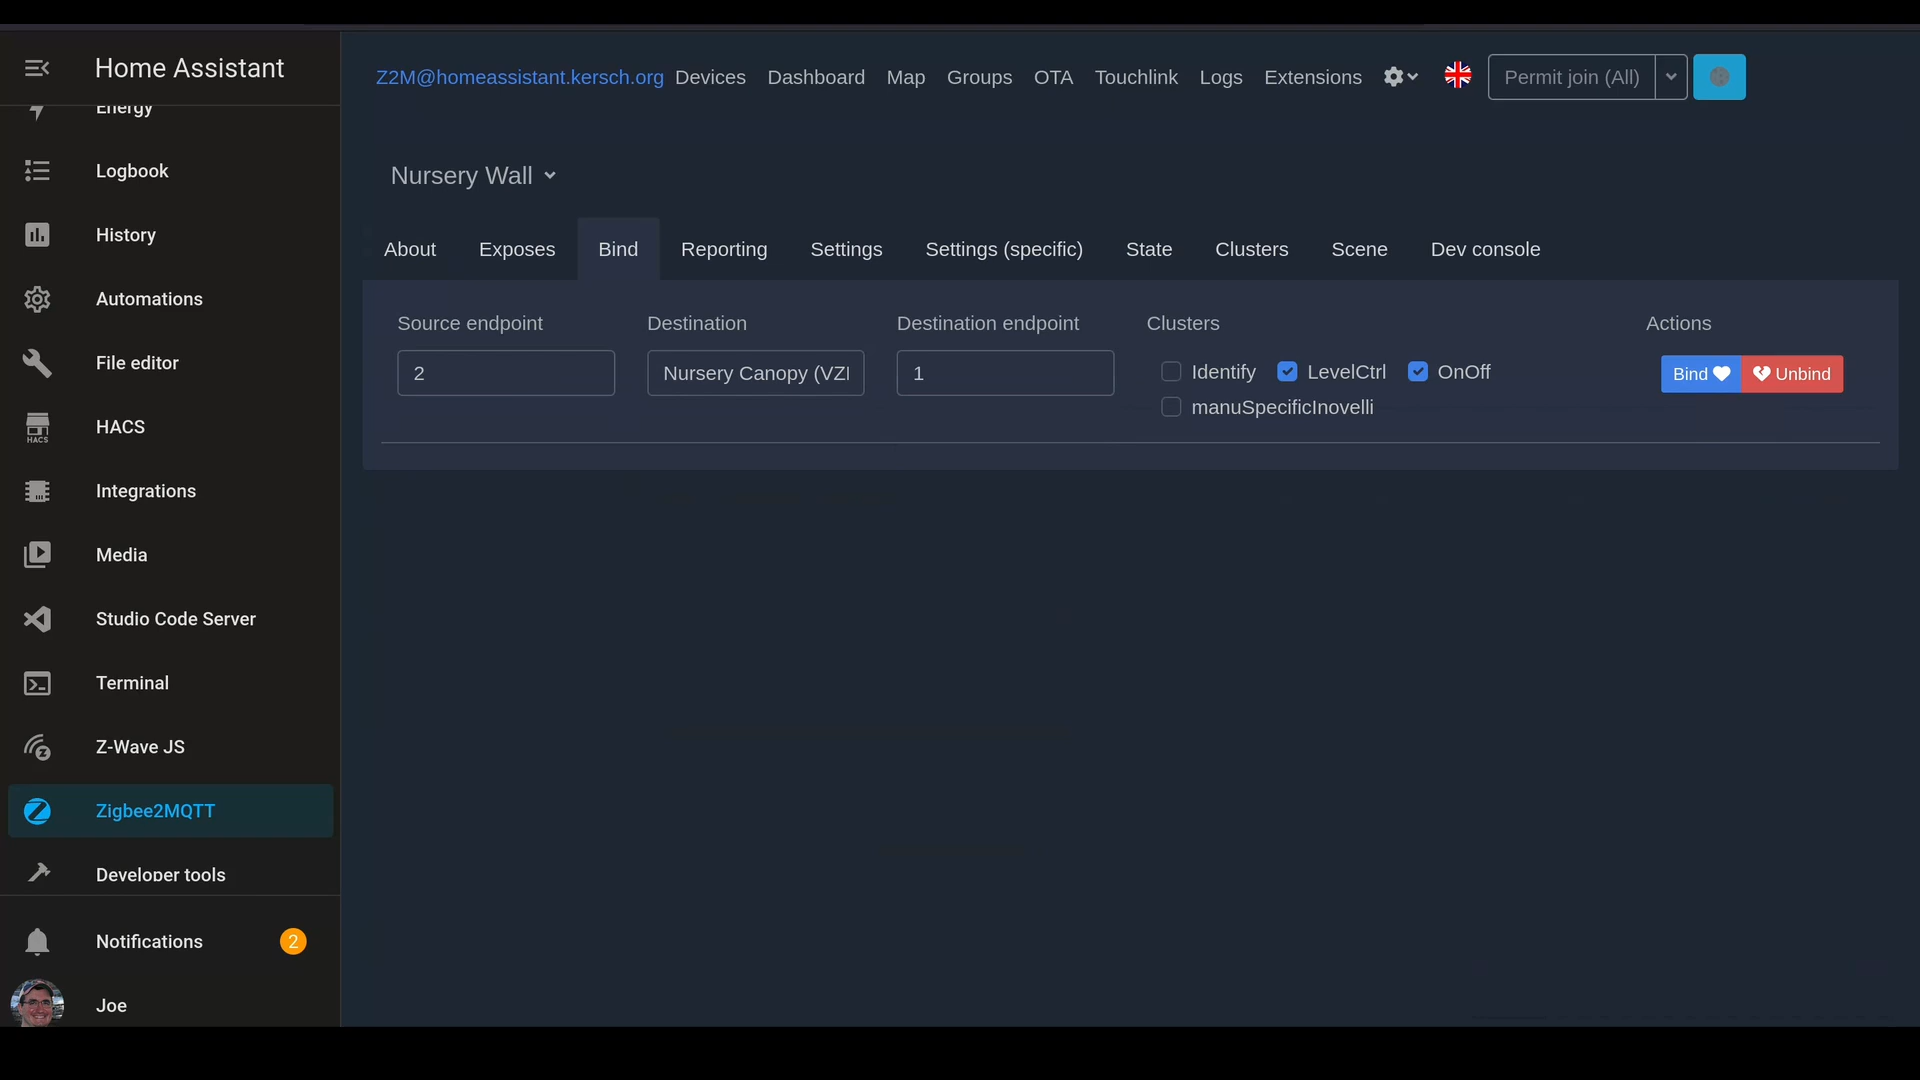 Home Assistant
Energy
Logbook
History
Automations
File editor
HACS
HACS
Integrations
Media
Studio Code Server
Terminal
Z-Wave JS
Zigbee2MQTT
Developer tools
Notifications 2
Joe
Z2M@homeassistant.kersch.org Devices Dashboard Map Groups OTA Touchlink Logs Extensions Permit join (All)
Nursery Wall
About Exposes Bind Reporting Settings Settings (specific) State Clusters Scene Dev console
Source endpoint Destination Destination endpoint Clusters Actions
2 Nursery Canopy (VZI 1 Identify LevelCtrl OnOff Bind Unbind
manuSpecificInovelli